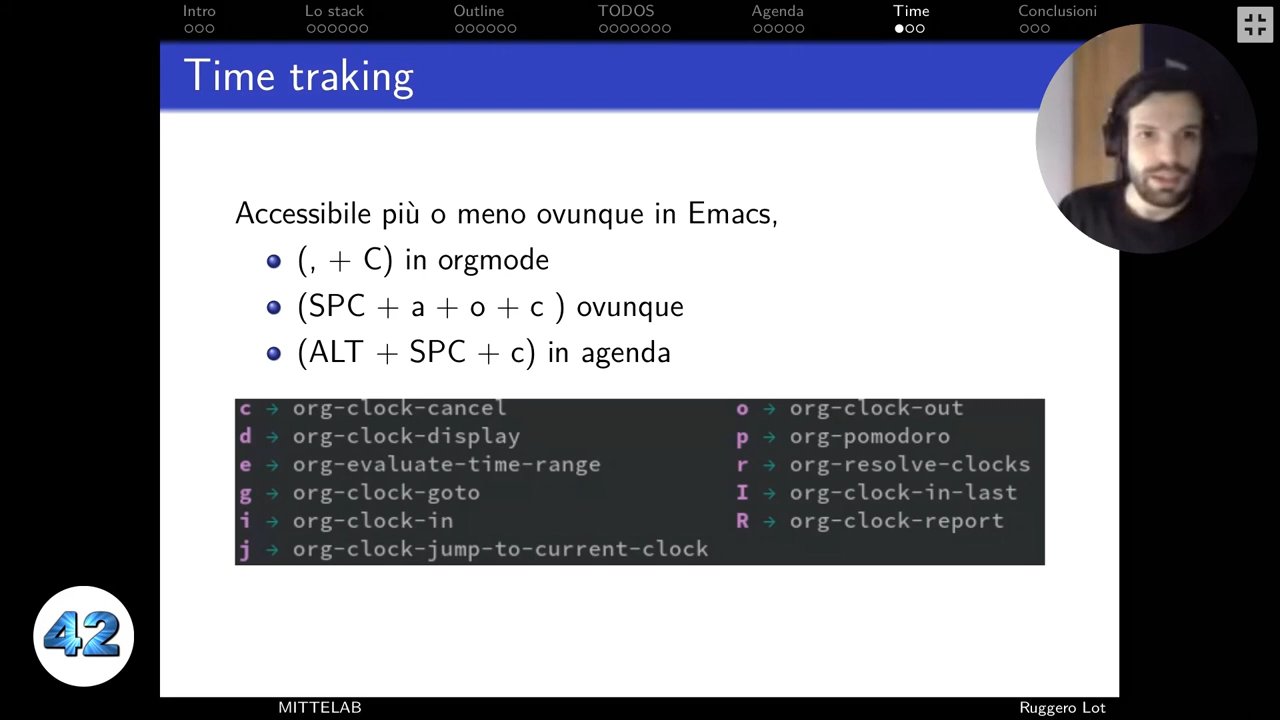 Intro Lo stack Outline TODOS Agenda Time Conclusioni
Time traking
Accessibile più o meno ovunque in Emacs,
(, + C) in orgmode
(SPC + a + o + c ) ovunque
(ALT + SPC + c) in agenda
c → org-clock-cancel o → org-clock-out
d → org-clock-display p → org-pomodoro
e → org-evaluate-time-range r → org-resolve-clocks
g → org-clock-goto I → org-clock-in-last
i → org-clock-in R → org-clock-report
j → org-clock-jump-to-current-clock
42
MITTELAB Ruggero Lot